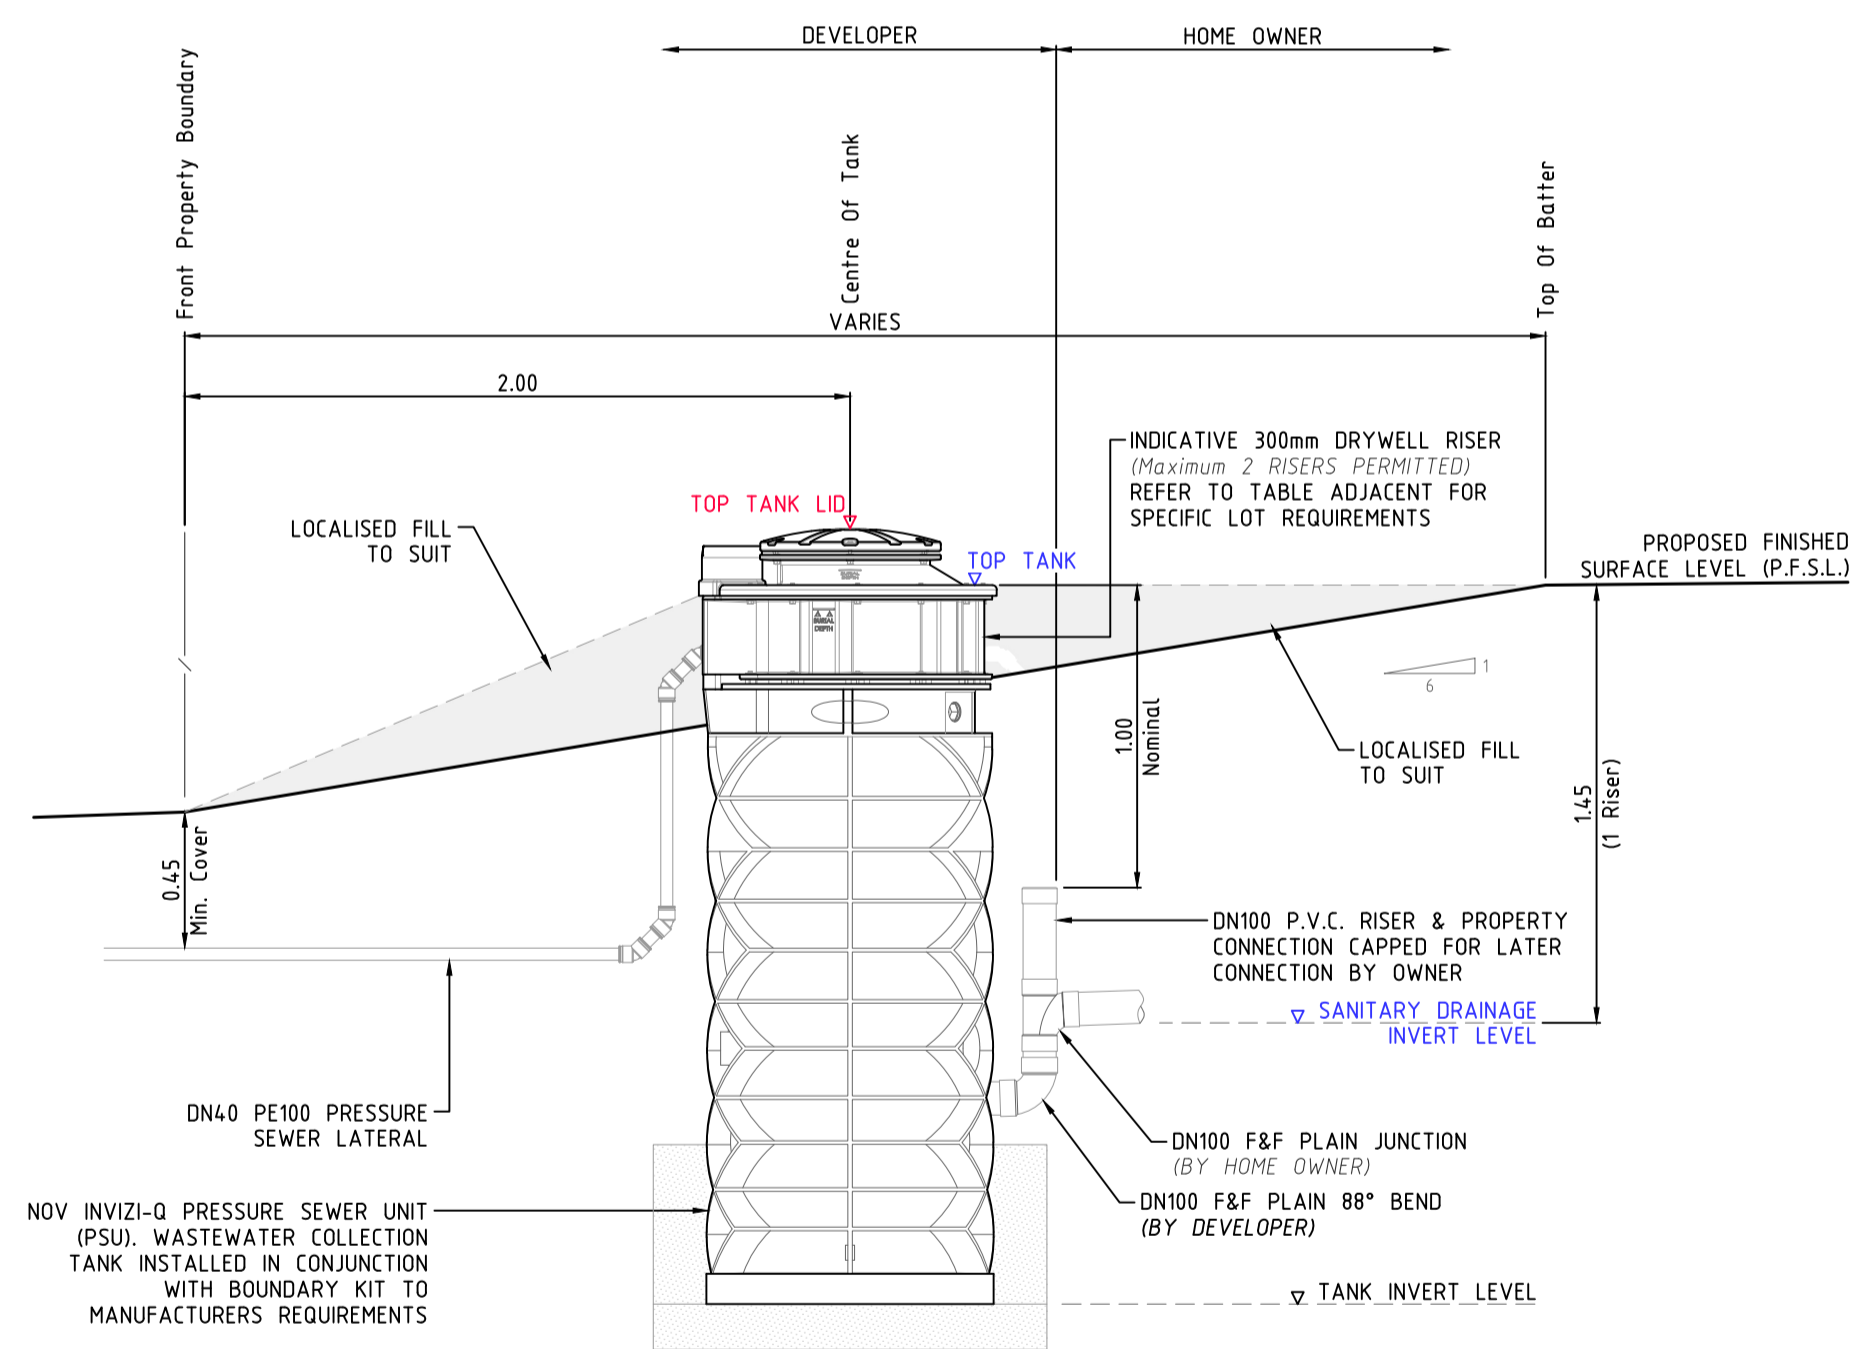 DEVELOPER
HOME OWNER
Front Property Boundary
Centre Of Tank
Top Of Batter
VARIES
2.00
INDICATIVE 300mm DRYWELL RISER
(Maximum 2 RISERS PERMITTED)
REFER TO TABLE ADJACENT FOR
SPECIFIC LOT REQUIREMENTS
TOP TANK LID
LOCALISED FILL
TO SUIT
TOP TANK
PROPOSED FINISHED
SURFACE LEVEL (P.F.S.L.)
BURIAL
DEPTH
BURIAL
DEPTH
1
6
1.00
Nominal
LOCALISED FILL
TO SUIT
1.45
(1 Riser)
0.45
Min. Cover
DN100 P.V.C. RISER & PROPERTY
CONNECTION CAPPED FOR LATER
CONNECTION BY OWNER
SANITARY DRAINAGE
INVERT LEVEL
DN40 PE100 PRESSURE
SEWER LATERAL
DN100 F&F PLAIN JUNCTION
(BY HOME OWNER)
DN100 F&F PLAIN 88° BEND
(BY DEVELOPER)
NOV INVIZI-Q PRESSURE SEWER UNIT
(PSU). WASTEWATER COLLECTION
TANK INSTALLED IN CONJUNCTION
WITH BOUNDARY KIT TO
MANUFACTURERS REQUIREMENTS
TANK INVERT LEVEL